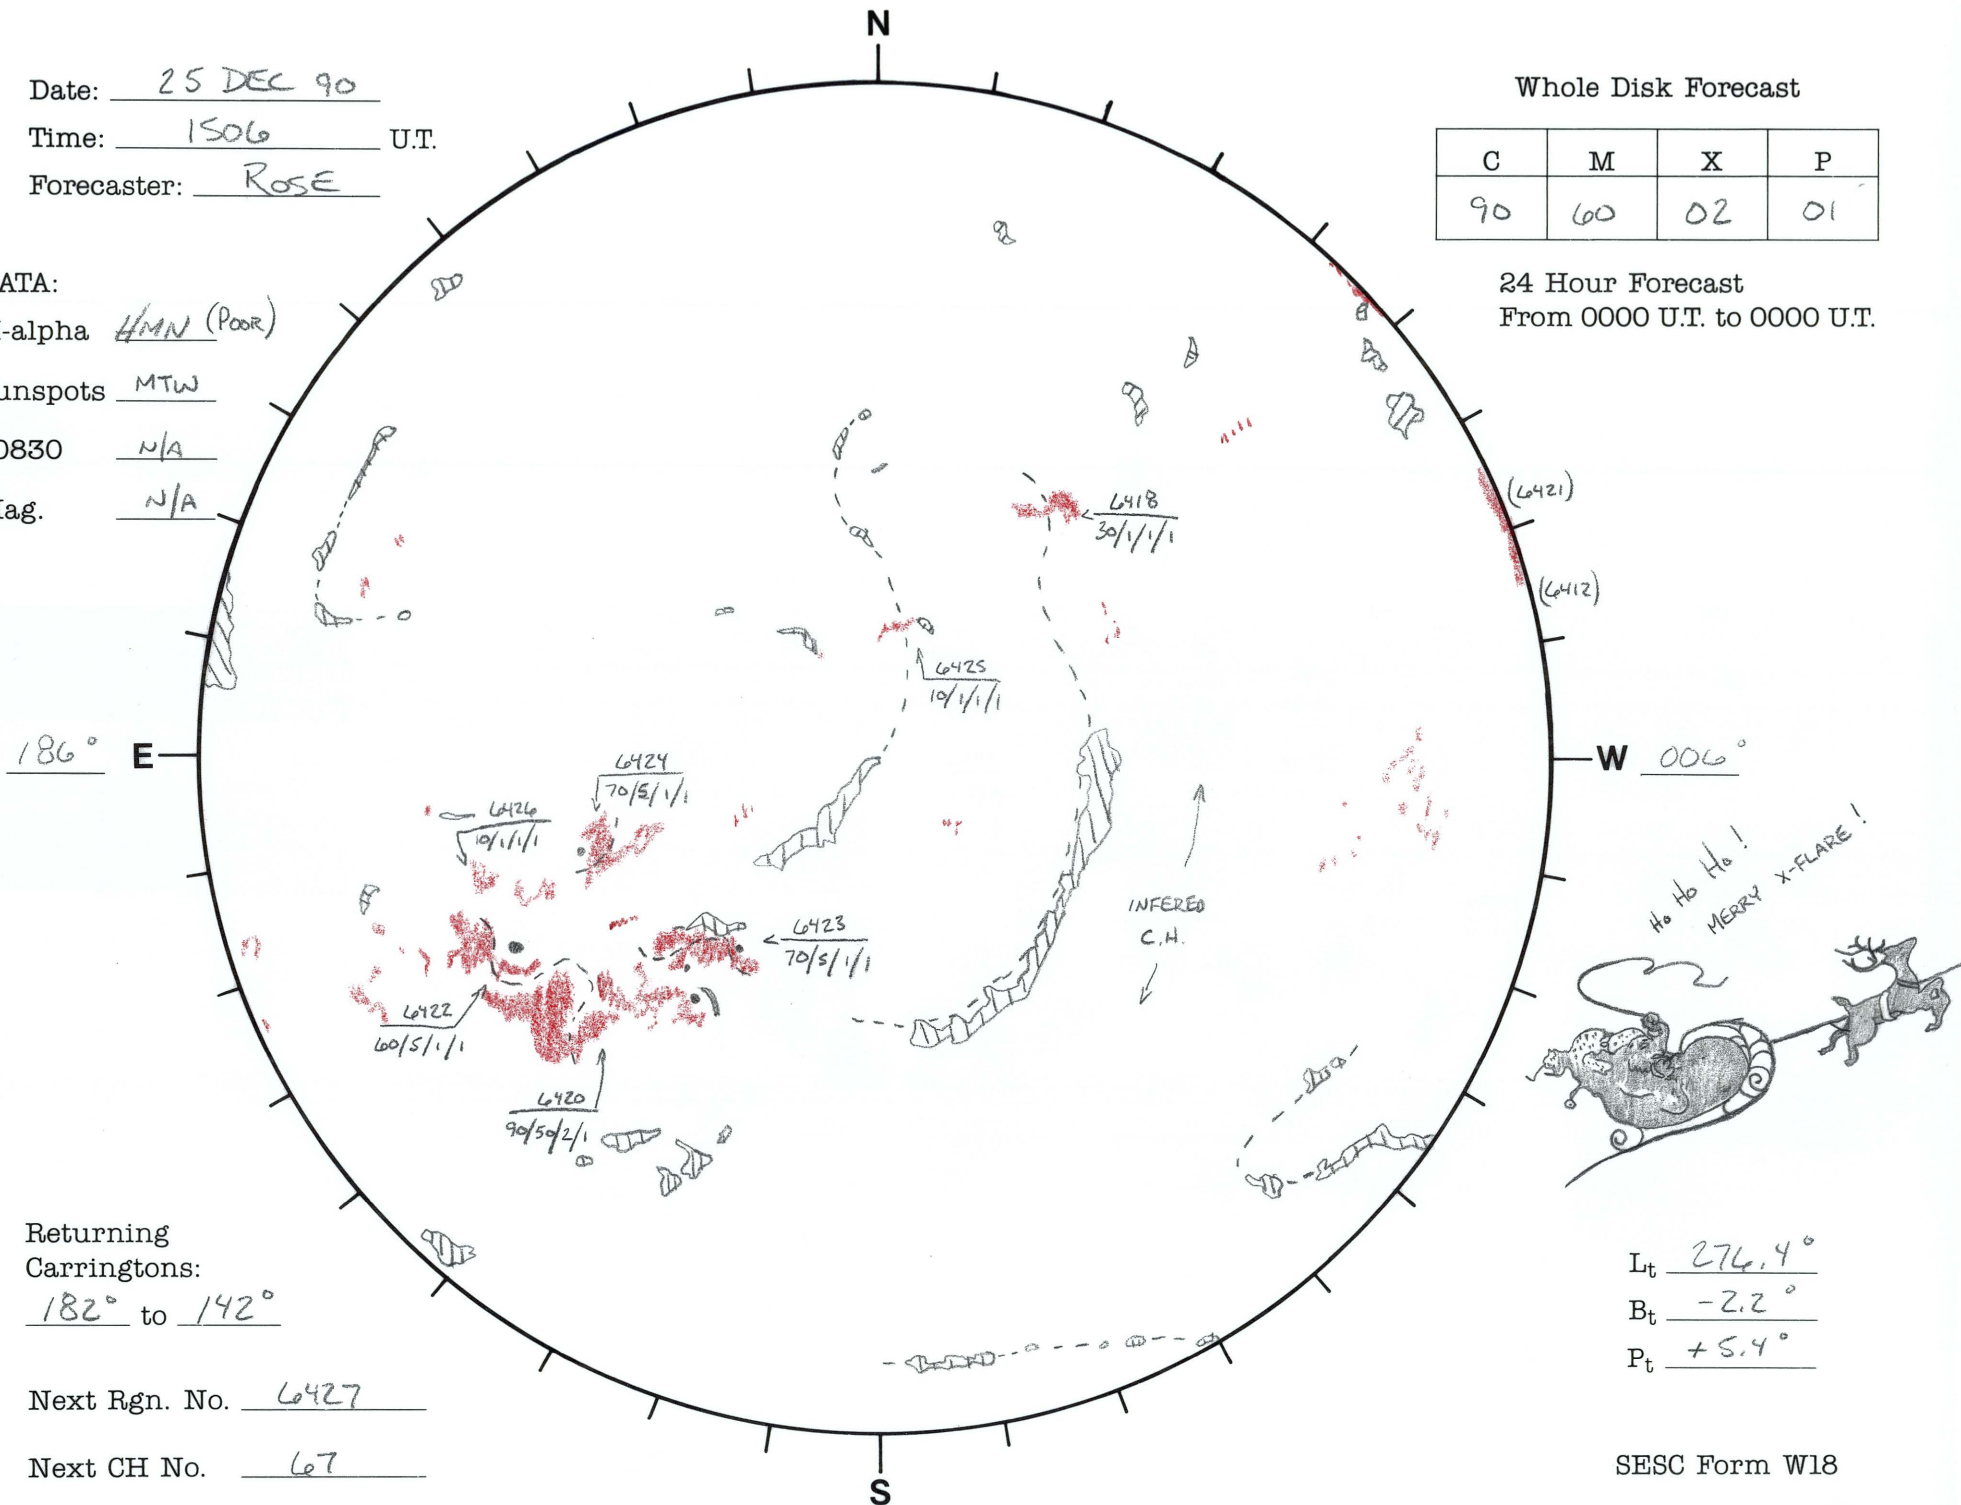 N
Date: 25 DEC 90
Time: 1506 U.T.
Forecaster: ROSE
Whole Disk Forecast
C M X P
90 60 02 01
24 Hour Forecast
From 0000 U.T. to 0000 U.T.
ATA:
-alpha HMN (POOR)
unspots MTW
0830 N/A
ag. N/A
(6421)
6418
30/1/1/1
(6412)
6425
10/1/1/1
186° E
W 006°
6424
70/5/1/1
6426
10/1/1/1
Ho Ho Ho!
MERRY X-FLARE!
INFERED
C.H.
6423
70/5/1/1
6422
60/5/1/1
6420
90/50/2/1
Returning
Carringtons:
182° to 142°
Lt 276.4°
Bt -2.2°
Pt +5.4°
Next Rgn. No. 6427
Next CH No. 67
SESC Form W18
S